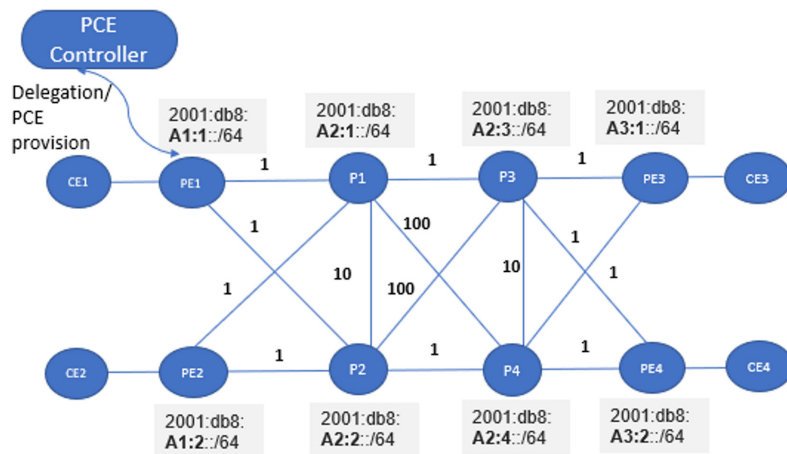 PCE
Controller
Delegation/
PCE
provision
2001:db8:
A1:1::/64
2001:db8:
A2:1::/64
2001:db8:
A2:3::/64
2001:db8:
A3:1::/64
CE1
PE1
1
P1
1
P3
1
PE3
CE3
1
100
1
1
10
100
10
1
CE2
PE2
1
P2
1
P4
1
PE4
CE4
2001:db8:
A1:2::/64
2001:db8:
A2:2::/64
2001:db8:
A2:4::/64
2001:db8:
A3:2::/64